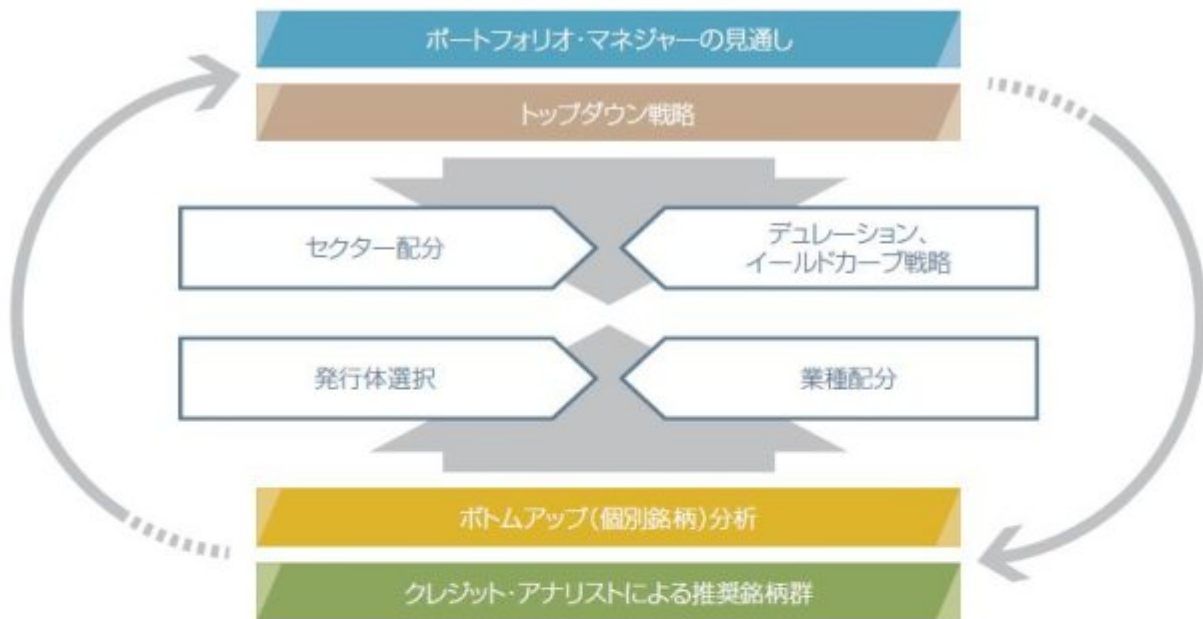 ポートフォリオ・マネジャーの見通し
トップダウン戦略
セクター配分
デュレーション、
イールドカーブ戦略
発行体選択
業種配分
ボトムアップ(個別銘柄)分析
クレジット・アナリストによる推奨銘柄群